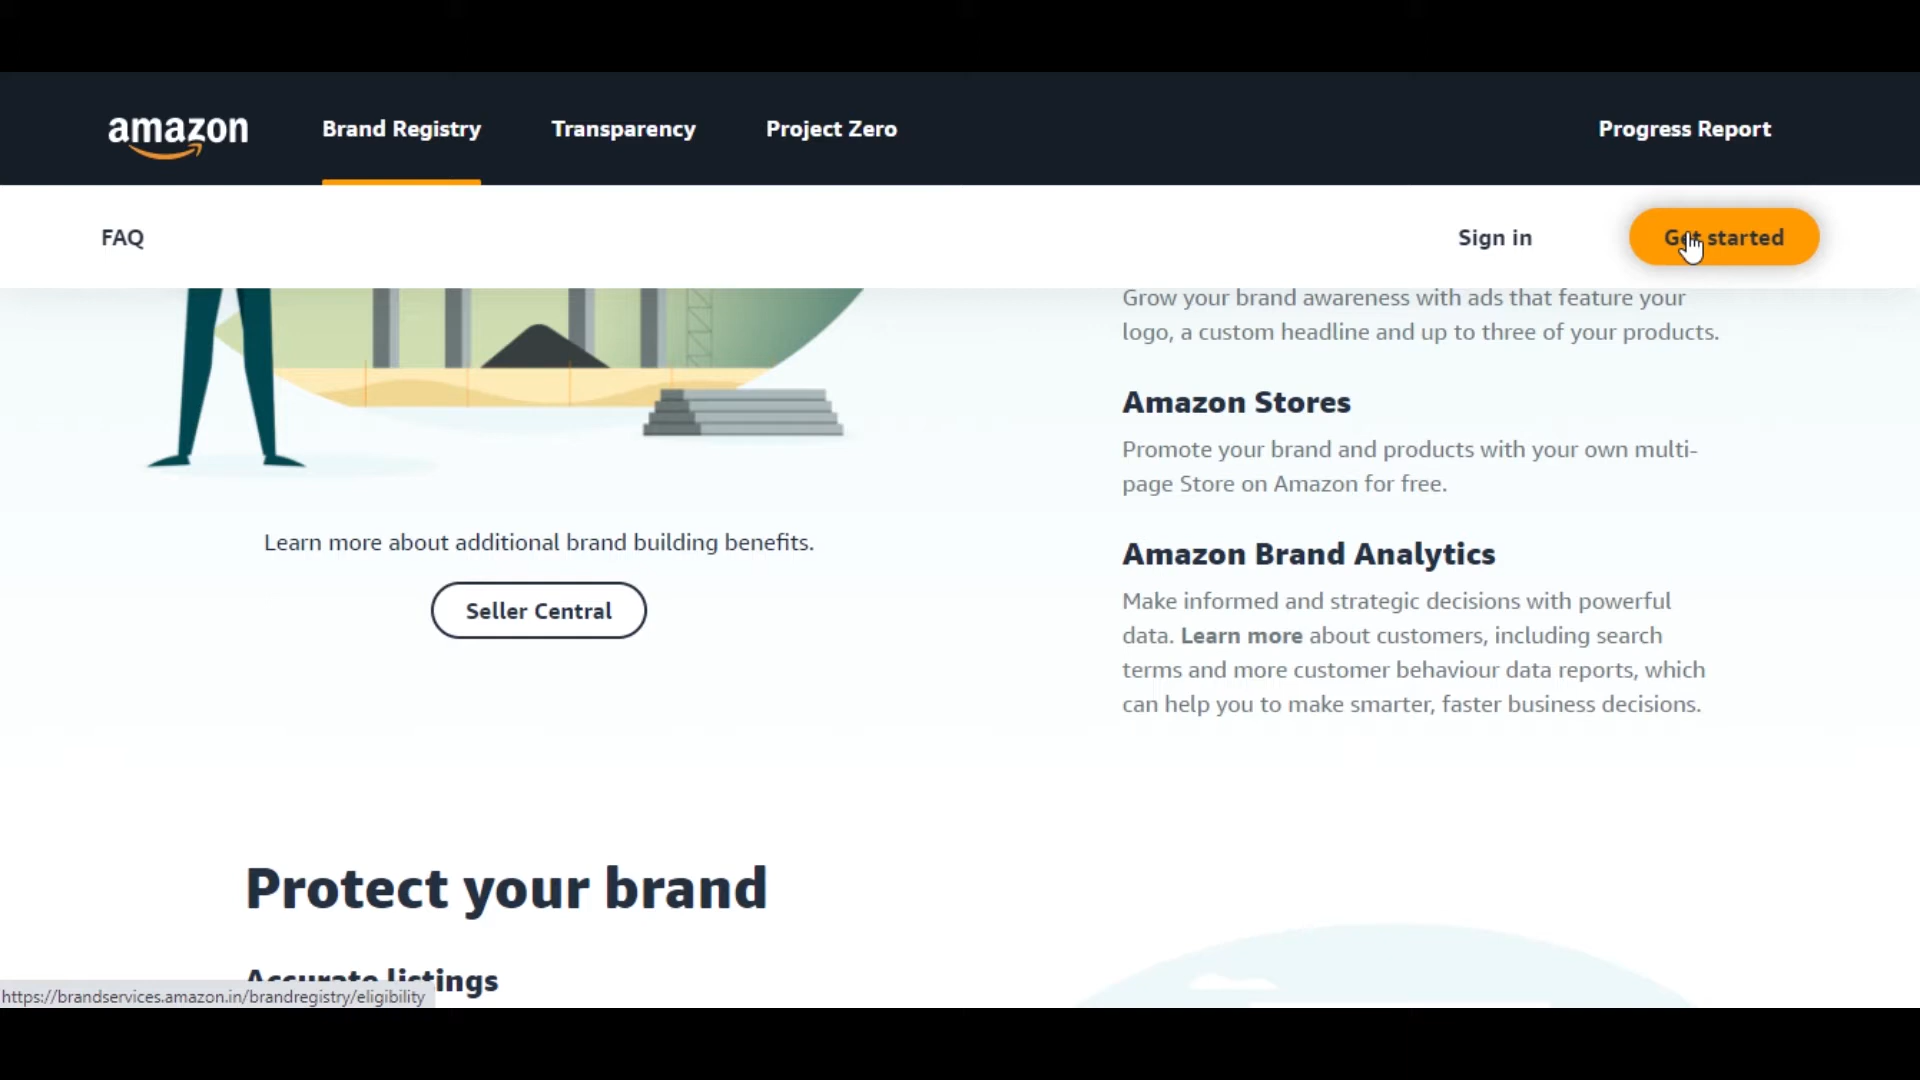 amazon
Brand Registry
Transparency
Project Zero
Progress Report
FAQ
Sign in
Get started
Grow your brand awareness with ads that feature your
logo, a custom headline and up to three of your products.
Amazon Stores
Promote your brand and products with your own multi-
page Store on Amazon for free.
Learn more about additional brand building benefits.
Seller Central
Amazon Brand Analytics
Make informed and strategic decisions with powerful
data. Learn more about customers, including search
terms and more customer behaviour data reports, which
can help you to make smarter, faster business decisions.
Protect your brand
Accurate listings
https://brandservices.amazon.in/brandregistry/eligibility